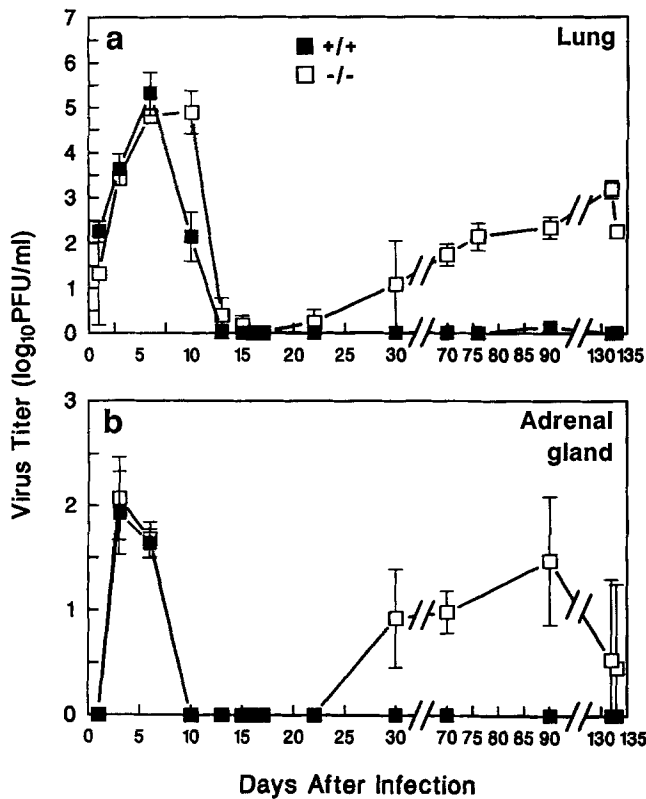 a
Lung
+/+
-/-
7
6
5
4
3
2
1
0
0 5 10 15 20 25 30 70 75 80 85 90 130 135
b
Adrenal
gland
3
2
1
0
0 5 10 15 20 25 30 70 75 80 85 90 130 135
Virus Titer (log₁₀PFU/ml)
Days After Infection